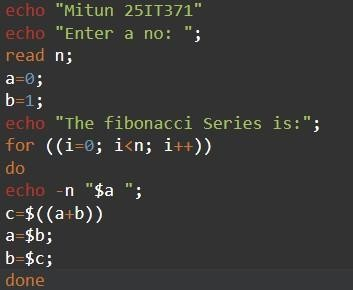 echo "Mitun 25IT371"
echo "Enter a no: ";
read n;
a=0;
b=1;
echo "The fibonacci Series is:";
for ((i=0; i<n; i++))
do
echo -n "$a ";
c=$((a+b))
a=$b;
b=$c;
done